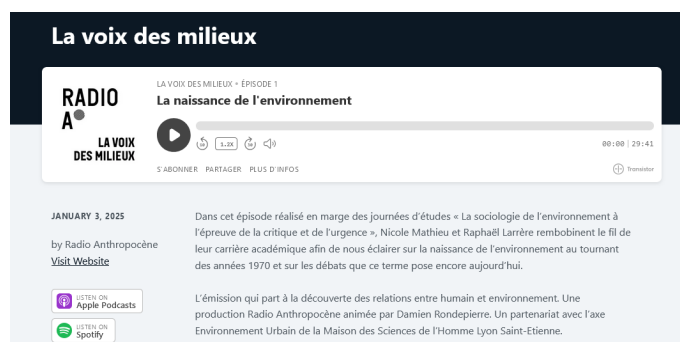 La voix des milieux
RADIO
A
LA VOIX
DES MILIEUX
LA VOIX DES MILIEUX • ÉPISODE 1
La naissance de l'environnement
1.2X
00:00 | 29:41
S'ABONNER PARTAGER PLUS D'INFOS
Transistor
JANUARY 3, 2025
by Radio Anthropocène
Visit Website
LISTEN ON
Apple Podcasts
LISTEN ON
Spotify
Dans cet épisode réalisé en marge des journées d'études « La sociologie de l'environnement à
l'épreuve de la critique et de l'urgence », Nicole Mathieu et Raphaël Larrère rembobinent le fil de
leur carrière académique afin de nous éclairer sur la naissance de l'environnement au tournant
des années 1970 et sur les débats que ce terme pose encore aujourd'hui.
L'émission qui part à la découverte des relations entre humain et environnement. Une
production Radio Anthropocène animée par Damien Rondepierre. Un partenariat avec l'axe
Environnement Urbain de la Maison des Sciences de l'Homme Lyon Saint-Etienne.